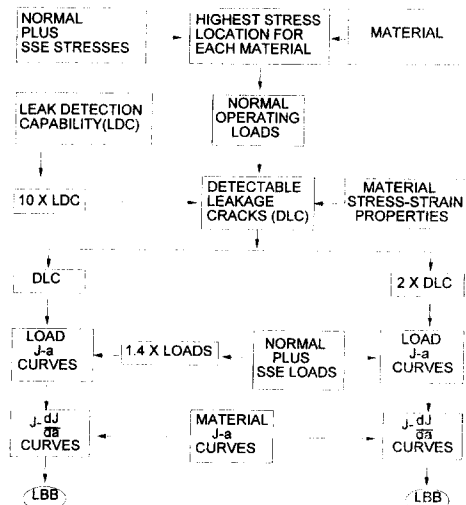 NORMAL
PLUS
SSE STRESSES
HIGHEST STRESS
LOCATION FOR
EACH MATERIAL
MATERIAL
LEAK DETECTION
CAPABILITY(LDC)
NORMAL
OPERATING
LOADS
10 X LDC
DETECTABLE
LEAKAGE
CRACKS (DLC)
MATERIAL
STRESS-STRAIN
PROPERTIES
DLC
2 X DLC
LOAD
J-a
CURVES
1.4 X LOADS
NORMAL
PLUS
SSE LOADS
LOAD
J-a
CURVES
J-dJ/da
CURVES
MATERIAL
J-a
CURVES
J-dJ/da
CURVES
LBB
LBB